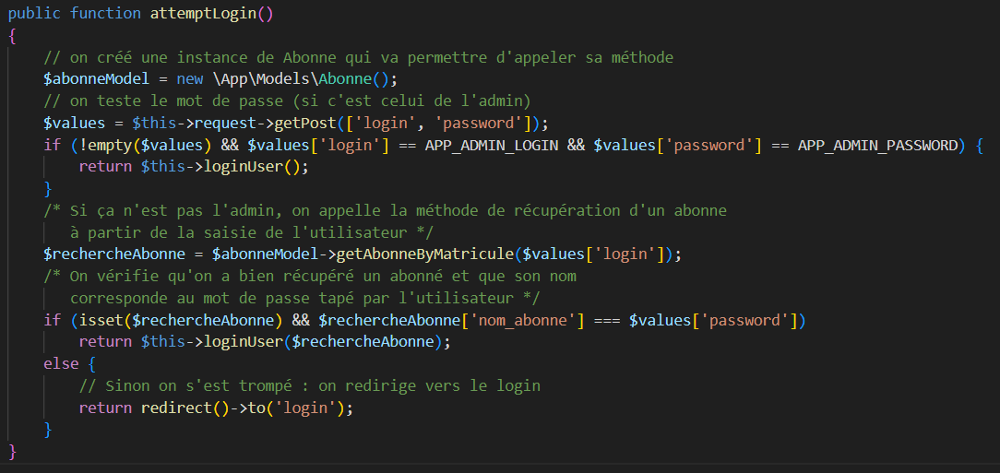 public function attemptLogin()
{
// on créé une instance de Abonne qui va permettre d'appeler sa méthode
$abonneModel = new \App\Models\Abonne();
// on teste le mot de passe (si c'est celui de l'admin)
$values = $this->request->getPost(['login', 'password']);
if (!empty($values) && $values['login'] == APP_ADMIN_LOGIN && $values['password'] == APP_ADMIN_PASSWORD) {
return $this->loginUser();
}
/* Si ça n'est pas l'admin, on appelle la méthode de récupération d'un abonne
à partir de la saisie de l'utilisateur */
$rechercheAbonne = $abonneModel->getAbonneByMatricule($values['login']);
/* On vérifie qu'on a bien récupéré un abonné et que son nom
corresponde au mot de passe tapé par l'utilisateur */
if (isset($rechercheAbonne) && $rechercheAbonne['nom_abonne'] === $values['password'])
return $this->loginUser($rechercheAbonne);
else {
// Sinon on s'est trompé : on redirige vers le login
return redirect()->to('login');
}
}